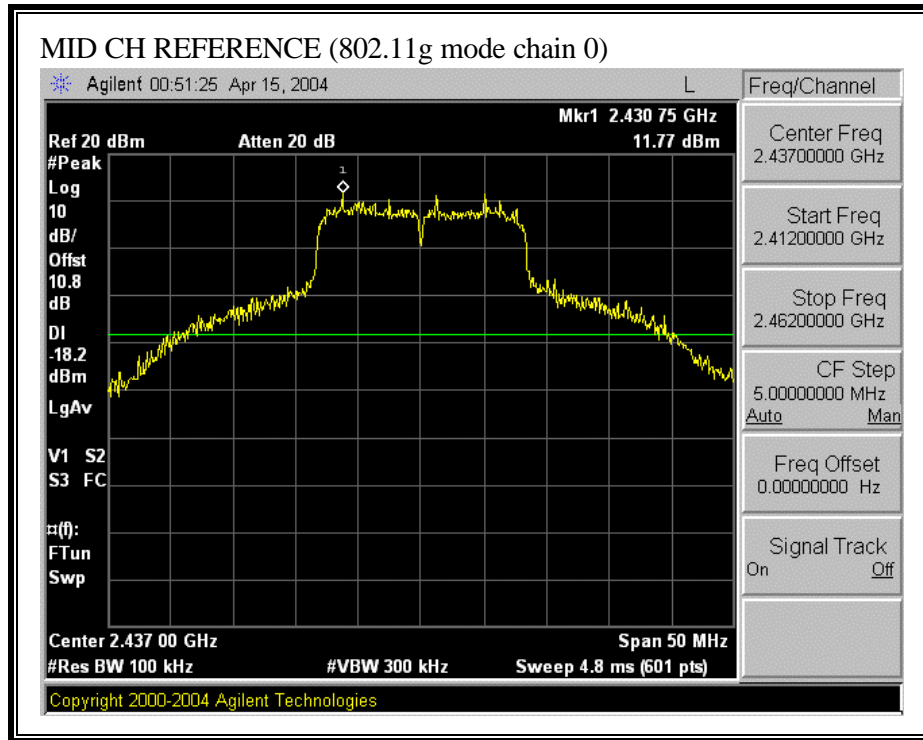 MID CH REFERENCE (802.11g mode chain 0)
Agilent 00:51:25 Apr 15, 2004 L
Freq/Channel
Mkr1 2.430 75 GHz
Ref 20 dBm Atten 20 dB 11.77 dBm
#Peak
Log
10
dB/
Offst
10.8
dB
DI
-18.2
dBm
LgAv
V1 S2
S3 FC
¤(f):
FTun
Swp
1
Center 2.437 00 GHz Span 50 MHz
#Res BW 100 kHz #VBW 300 kHz Sweep 4.8 ms (601 pts)
Center Freq
2.43700000 GHz
Start Freq
2.41200000 GHz
Stop Freq
2.46200000 GHz
CF Step
5.00000000 MHz
Auto Man
Freq Offset
0.00000000 Hz
Signal Track
On Off
Copyright 2000-2004 Agilent Technologies